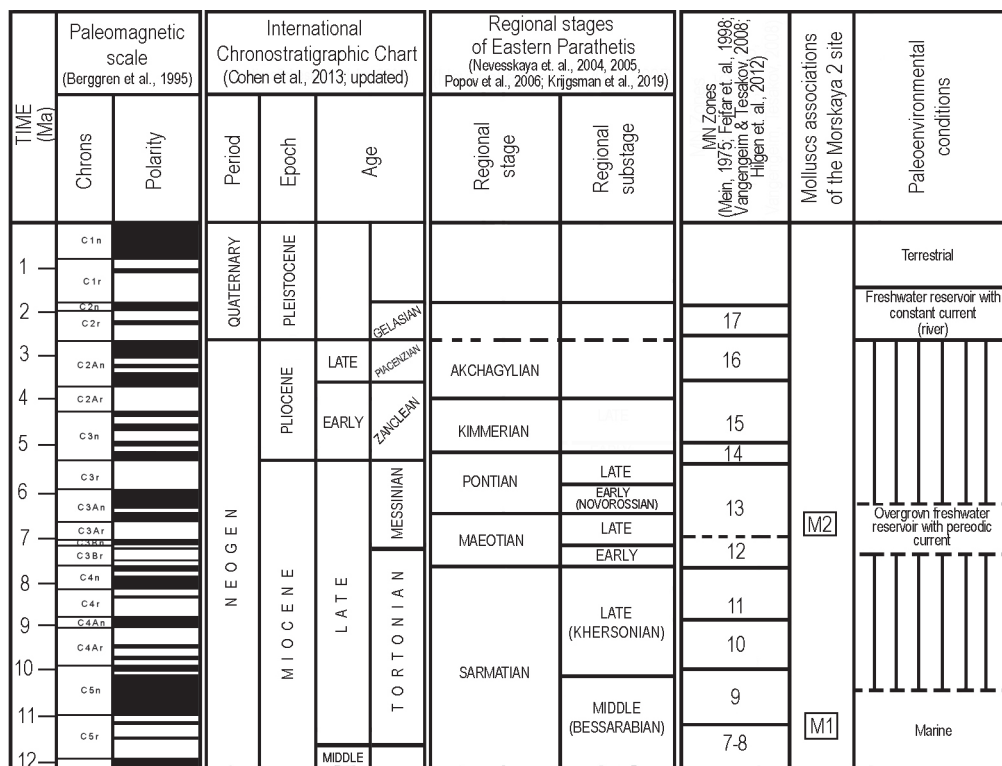 TIME
(Ma)
Paleomagnetic
scale
(Berggren et al., 1995)
Chrons
Polarity
International
Chronostratigraphic Chart
(Cohen et al., 2013; updated)
Period
Epoch
Age
Regional stages
of Eastern Parathetis
(Nevesskaya et. al., 2004, 2005,
Popov et al., 2006; Krijgsman et al., 2019)
Regional
stage
Regional
substage
MN Zones
(Mein, 1975; Fejfar et. al., 1998;
Vangengeim & Tesakov, 2008;
Hilgen et. al., 2012)
Molluscs associations
of the Morskaya 2 site
Paleoenvironmental
conditions
1
2
3
4
5
6
7
8
9
10
11
12
C1n
C1r
C2n
C2r
C2An
C2Ar
C3n
C3r
C3An
C3Ar
C3Bn
C3Br
C4n
C4r
C4An
C4Ar
C5n
C5r
QUATERNARY
NEOGEN
PLEISTOCENE
PLIOCENE
MIOCENE
LATE
EARLY
LATE
MIDDLE
GELASIAN
PIACENZIAN
ZANCLEAN
MESSINIAN
TORTONIAN
AKCHAGYLIAN
KIMMERIAN
PONTIAN
MAEOTIAN
SARMATIAN
LATE
EARLY
(NOVOROSSIAN)
LATE
EARLY
LATE
(KHERSONIAN)
MIDDLE
(BESSARABIAN)
17
16
15
14
13
12
11
10
9
7-8
M2
M1
Terrestrial
Freshwater reservoir with
constant current
(river)
Overgrovn freshwater
reservoir with pereodic
current
Marine